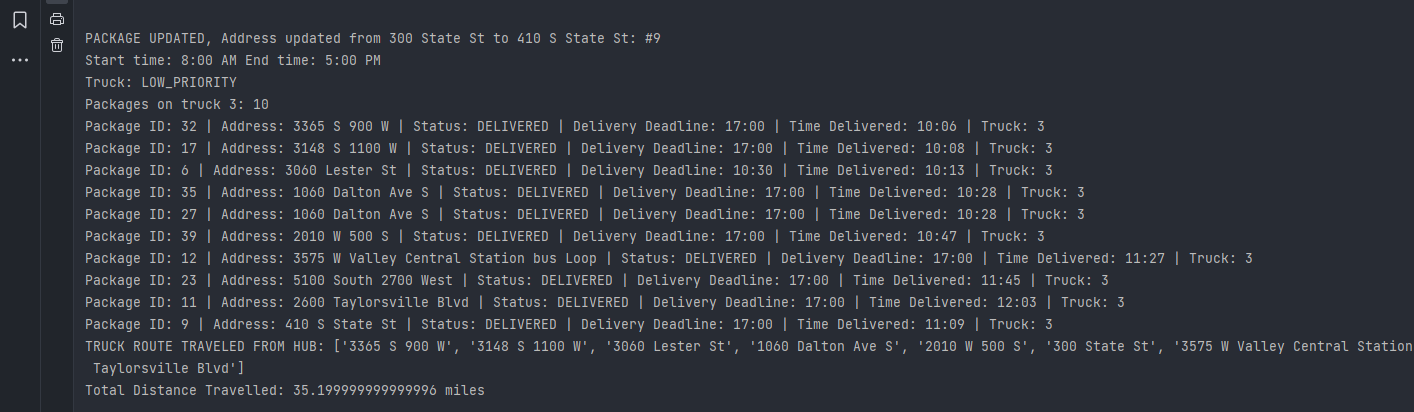 PACKAGE UPDATED, Address updated from 300 State St to 410 S State St: #9
Start time: 8:00 AM End time: 5:00 PM
Truck: LOW_PRIORITY
Packages on truck 3: 10
Package ID: 32 | Address: 3365 S 900 W | Status: DELIVERED | Delivery Deadline: 17:00 | Time Delivered: 10:06 | Truck: 3
Package ID: 17 | Address: 3148 S 1100 W | Status: DELIVERED | Delivery Deadline: 17:00 | Time Delivered: 10:08 | Truck: 3
Package ID: 6 | Address: 3060 Lester St | Status: DELIVERED | Delivery Deadline: 10:30 | Time Delivered: 10:13 | Truck: 3
Package ID: 35 | Address: 1060 Dalton Ave S | Status: DELIVERED | Delivery Deadline: 17:00 | Time Delivered: 10:28 | Truck: 3
Package ID: 27 | Address: 1060 Dalton Ave S | Status: DELIVERED | Delivery Deadline: 17:00 | Time Delivered: 10:28 | Truck: 3
Package ID: 39 | Address: 2010 W 500 S | Status: DELIVERED | Delivery Deadline: 17:00 | Time Delivered: 10:47 | Truck: 3
Package ID: 12 | Address: 3575 W Valley Central Station bus Loop | Status: DELIVERED | Delivery Deadline: 17:00 | Time Delivered: 11:27 | Truck: 3
Package ID: 23 | Address: 5100 South 2700 West | Status: DELIVERED | Delivery Deadline: 17:00 | Time Delivered: 11:45 | Truck: 3
Package ID: 11 | Address: 2600 Taylorsville Blvd | Status: DELIVERED | Delivery Deadline: 17:00 | Time Delivered: 12:03 | Truck: 3
Package ID: 9 | Address: 410 S State St | Status: DELIVERED | Delivery Deadline: 17:00 | Time Delivered: 11:09 | Truck: 3
TRUCK ROUTE TRAVELED FROM HUB: ['3365 S 900 W', '3148 S 1100 W', '3060 Lester St', '1060 Dalton Ave S', '2010 W 500 S', '300 State St', '3575 W Valley Central Station
Taylorsville Blvd']
Total Distance Travelled: 35.199999999999996 miles